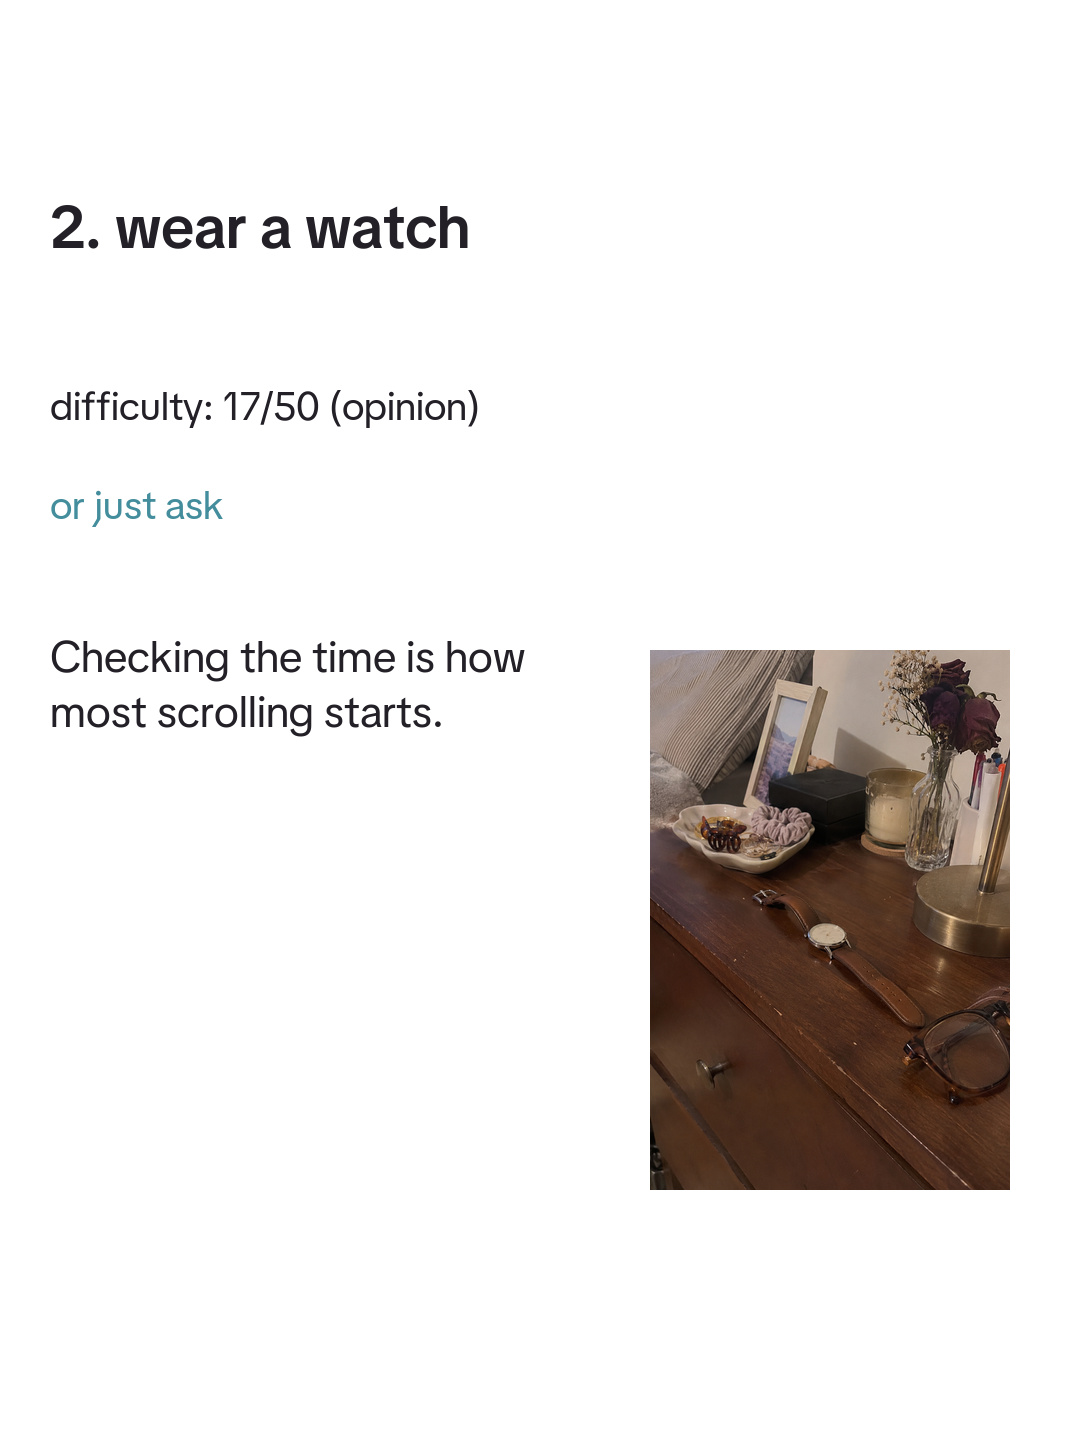 2. wear a watch
difficulty: 17/50 (opinion)
or just ask
Checking the time is how
most scrolling starts.